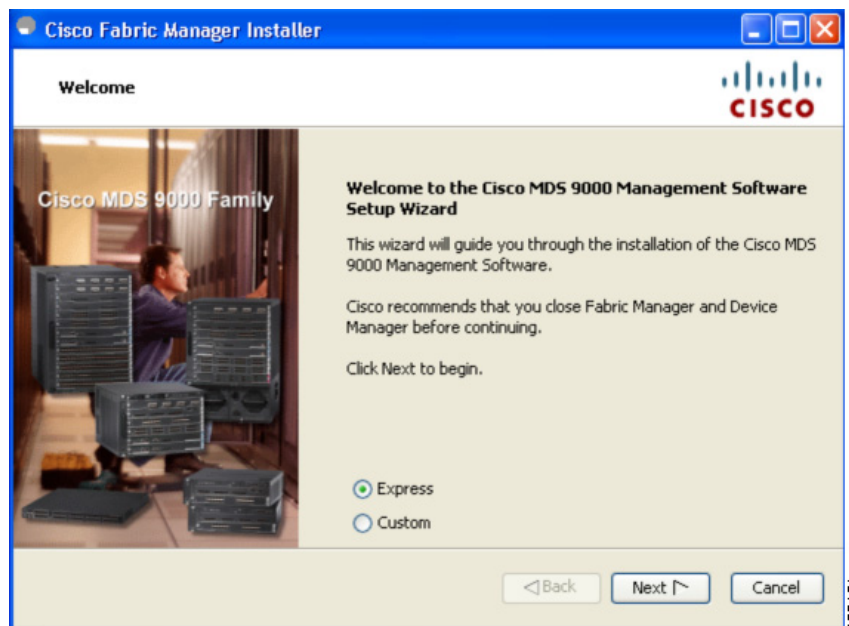 Cisco Fabric Manager Installer
Welcome
CISCO
Cisco MDS 9000 Family
Welcome to the Cisco MDS 9000 Management Software
Setup Wizard
This wizard will guide you through the installation of the Cisco MDS
9000 Management Software.
Cisco recommends that you close Fabric Manager and Device
Manager before continuing.
Click Next to begin.
Express
Custom
Back
Next
Cancel